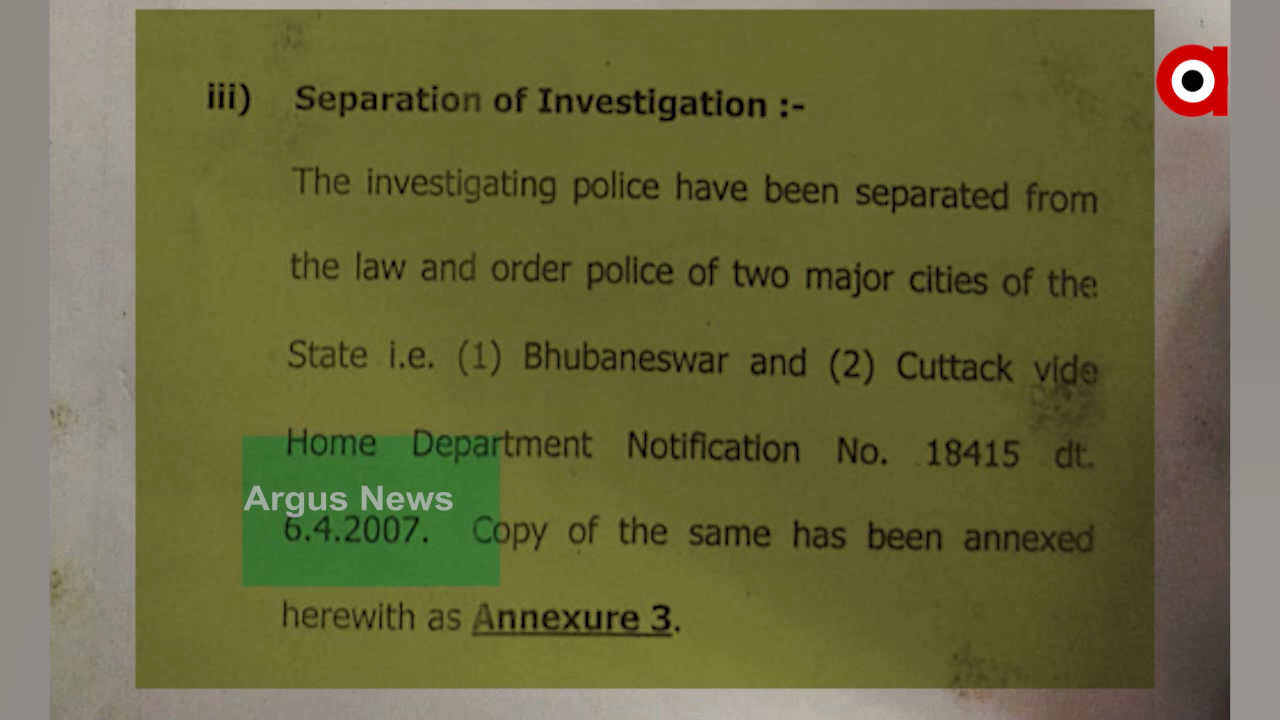 iii) Separation of Investigation :-
The investigating police have been separated from
the law and order police of two major cities of the
State i.e. (1) Bhubaneswar and (2) Cuttack vide
Home Department Notification No. 18415 dt.
Argus News
6.4.2007. Copy of the same has been annexed
herewith as Annexure 3.
a